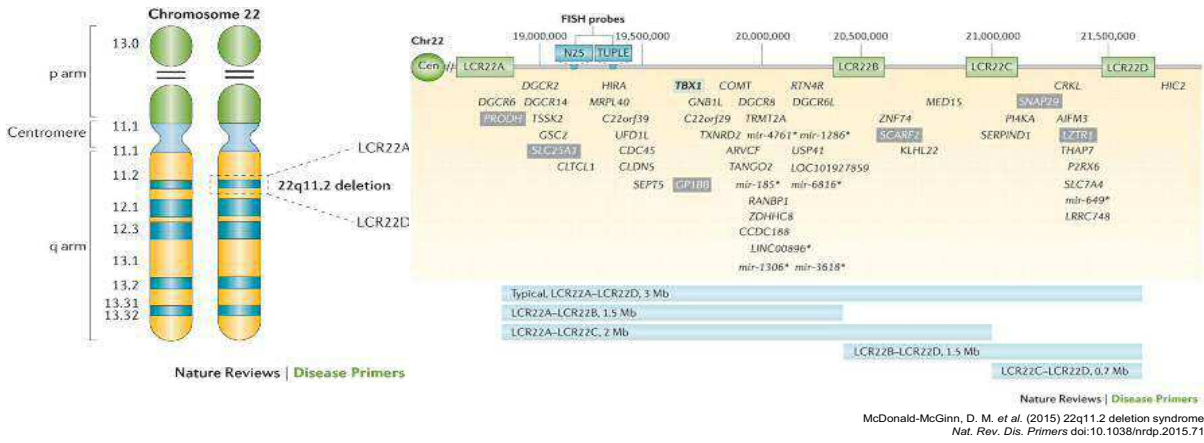 Chromosome 22
13.0
p arm
Centromere
11.1
11.1
11.2
22q11.2 deletion
12.1
12.3
q arm
13.1
13.2
13.31
13.32
LCR22A
LCR22D
Nature Reviews | Disease Primers
FISH probes
Chr22 19,000,000 19,500,000 20,000,000 20,500,000 21,000,000 21,500,000
N25 TUPLE
Cen LCR22A LCR22B LCR22C LCR22D
DGCR2 HIRA TBX1 COMT RTN4R CRKL HIC2
DGCR6 DGCR14 MRPL40 GNB1L DGCR8 DGCR6L MED15 SNAP29
PRODH TSSK2 C22orf39 C22orf29 TRMT2A ZNF74 PI4KA AIFM3
GSC2 UFD1L TXNRD2 mir-4761* mir-1286* SCARF2 SERPIND1 LZTR1
SLC25A1 CDC45 ARVCF USP41 KLHL22 THAP7
CLTCL1 CLDN5 TANGO2 LOC101927859 P2RX6
SEPT5 GP1BB mir-185* mir-6816* SLC7A4
RANBP1 mir-649*
ZDHHC8 LRRC748
CCDC188
LINC00896*
mir-1306* mir-3618*
Typical, LCR22A–LCR22D, 3 Mb
LCR22A–LCR22B, 1.5 Mb
LCR22A–LCR22C, 2 Mb
LCR22B–LCR22D, 1.5 Mb
LCR22C–LCR22D, 0.7 Mb
Nature Reviews | Disease Primers
McDonald-McGinn, D. M. et al. (2015) 22q11.2 deletion syndrome
Nat. Rev. Dis. Primers doi:10.1038/nrdp.2015.71